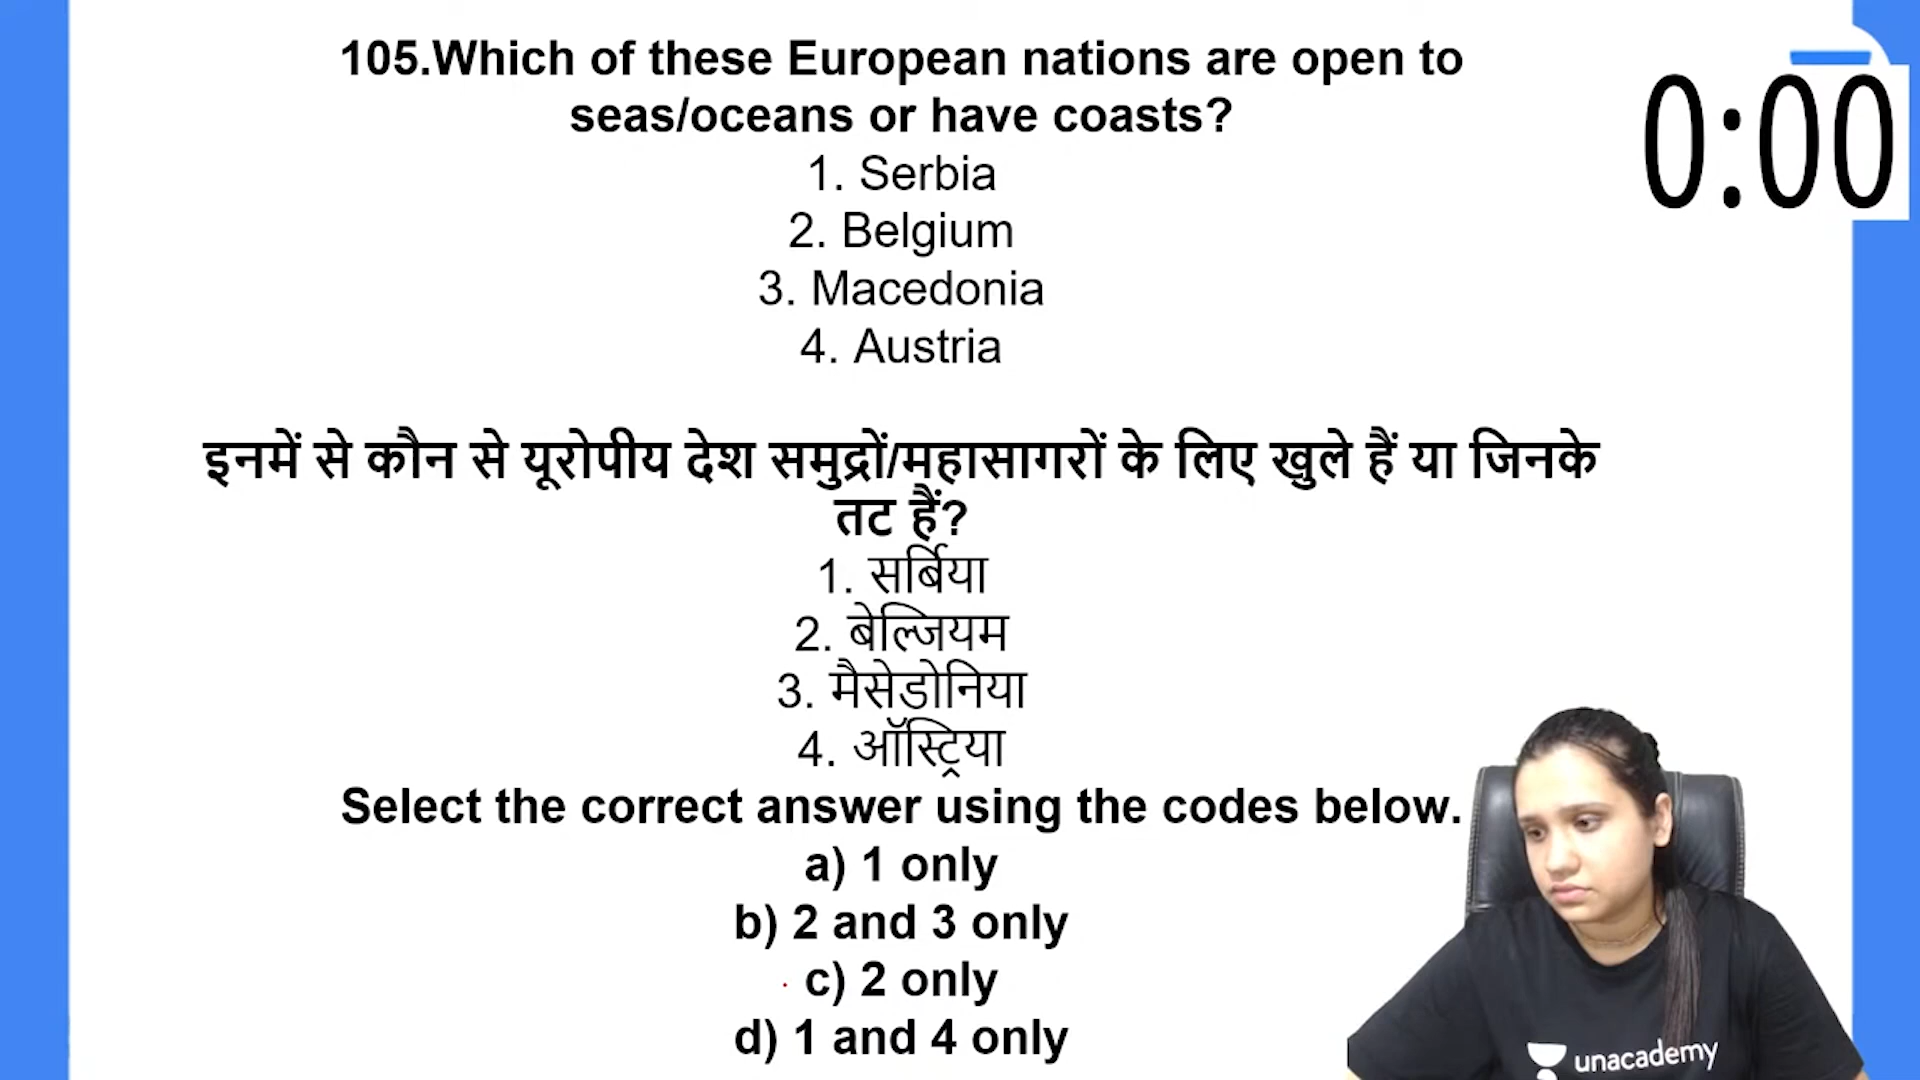 105.Which of these European nations are open to
seas/oceans or have coasts?
0:00
1. Serbia
2. Belgium
3. Macedonia
4. Austria
इनमें से कौन से यूरोपीय देश समुद्रों/महासागरों के लिए खुले हैं या जिनके
तट हैं?
1. सर्बिया
2. बेल्जियम
3. मैसेडोनिया
4. ऑस्ट्रिया
Select the correct answer using the codes below.
a) 1 only
b) 2 and 3 only
c) 2 only
d) 1 and 4 only
unacademy